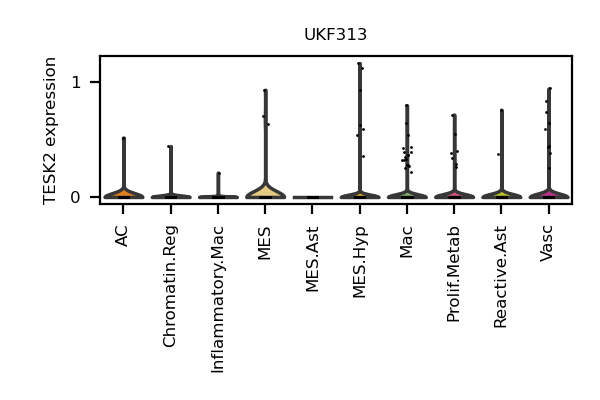 UKF313
TESK2 expression
1
0
AC
Chromatin.Reg
Inflammatory.Mac
MES
MES.Ast
MES.Hyp
Mac
Prolif.Metab
Reactive.Ast
Vasc